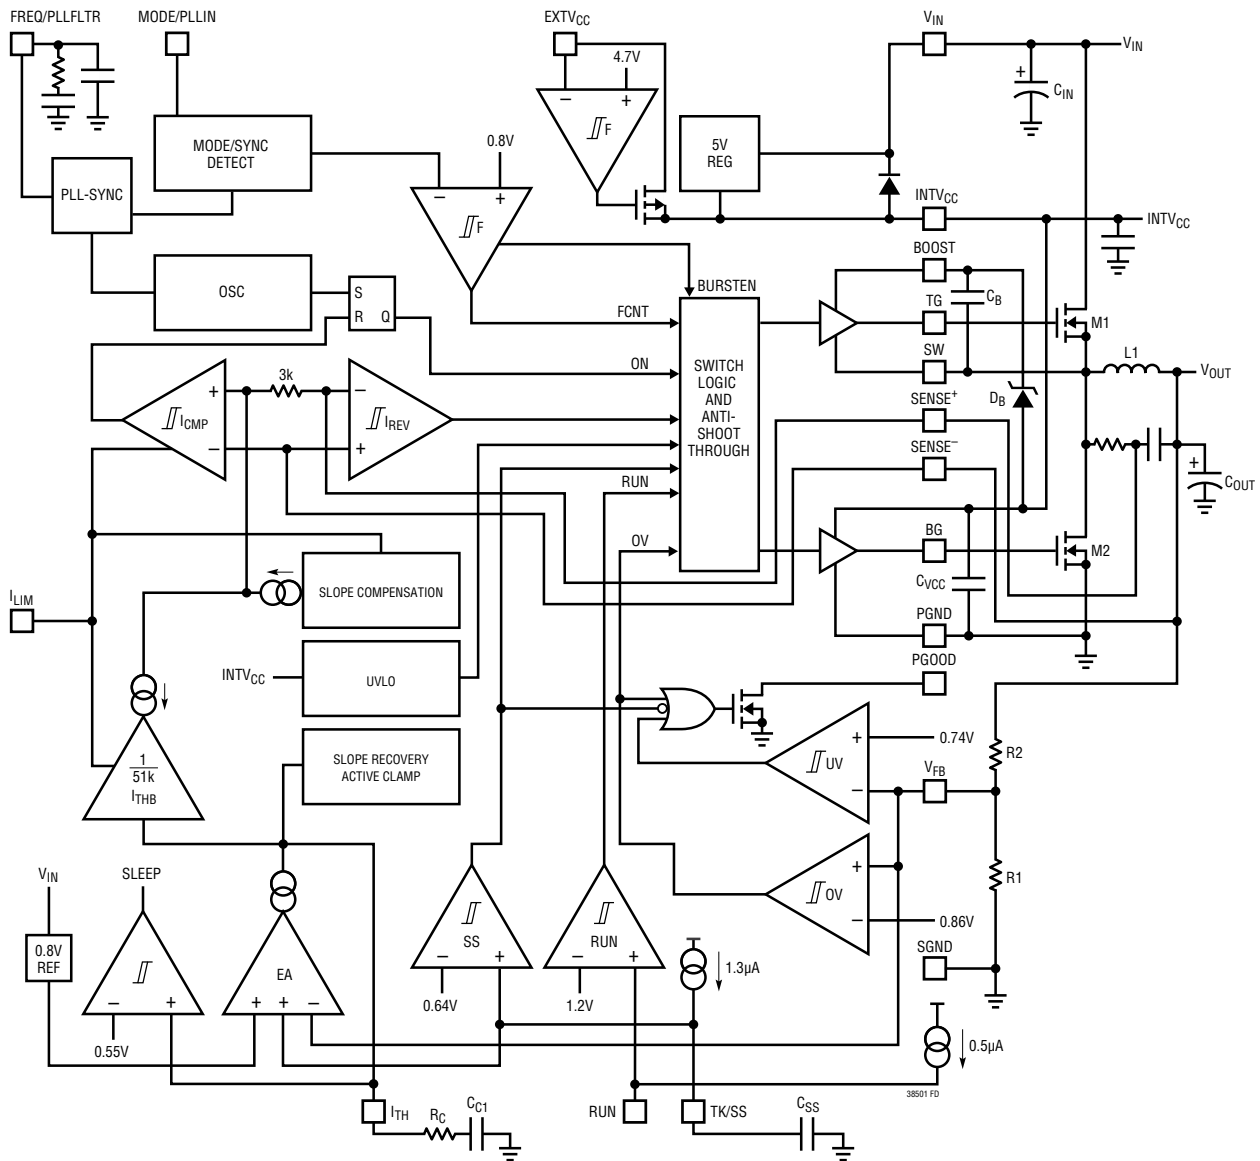 FREQ/PLLFLTR
MODE/PLLIN
EXTVCC
VIN
VIN
4.7V
–
+
F
+
CIN
MODE/SYNC
DETECT
0.8V
5V
REG
PLL-SYNC
–
+
F
INTVCC
INTVCC
OSC
S
R
Q
BOOST
BURSTEN
CB
FCNT
TG
M1
ON
SWITCH
LOGIC
AND
ANTI-
SHOOT
THROUGH
SW
L1
VOUT
3k
+
–
ICMP
–
+
IREV
SENSE+
DB
SENSE–
RUN
+
COUT
OV
BG
M2
CVCC
SLOPE COMPENSATION
ILIM
PGND
INTVCC
UVLO
PGOOD
SLOPE RECOVERY
ACTIVE CLAMP
1
51k
ITHB
+
–
UV
0.74V
VFB
R2
+
–
OV
0.86V
R1
VIN
SLEEP
0.8V
REF
–
+
0.55V
EA
+
+
–
SS
–
+
0.64V
RUN
–
+
1.2V
1.3µA
SGND
0.5µA
38501 FD
ITH
RC
CC1
RUN
TK/SS
CSS